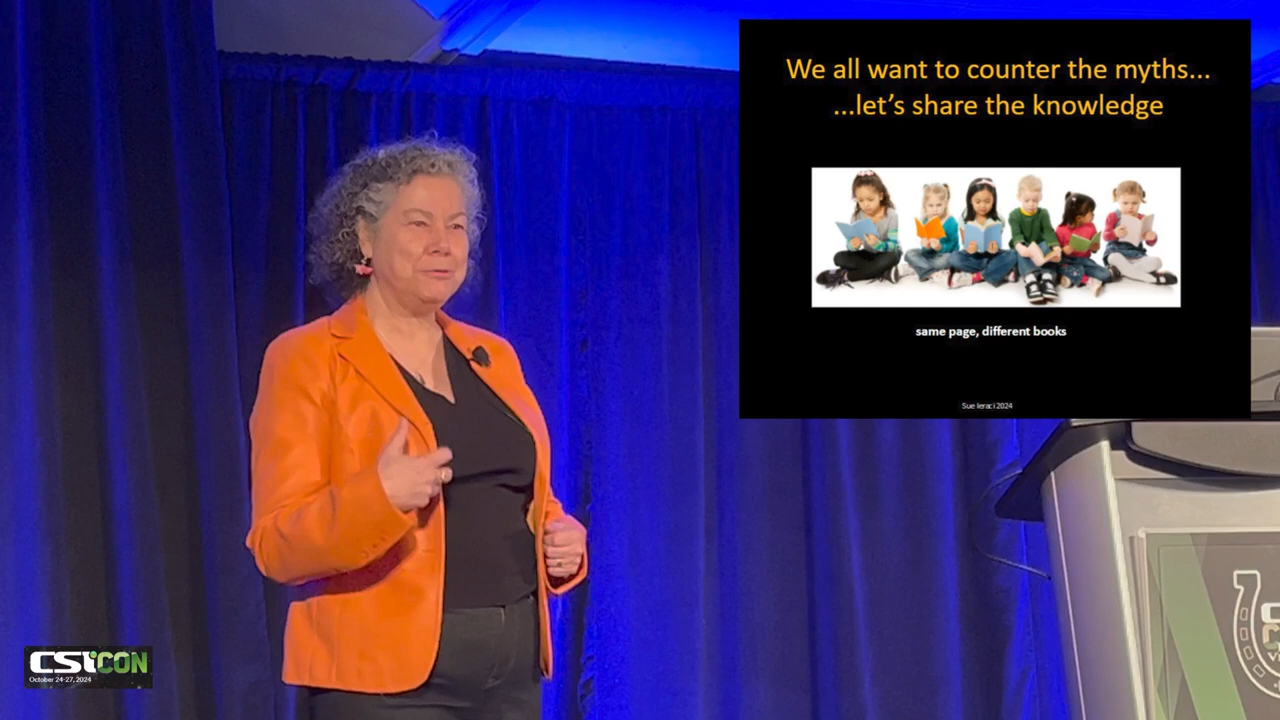 We all want to counter the myths...
...let’s share the knowledge
same page, different books
Sue Ieraci 2024
CSICON
October 24-27, 2024